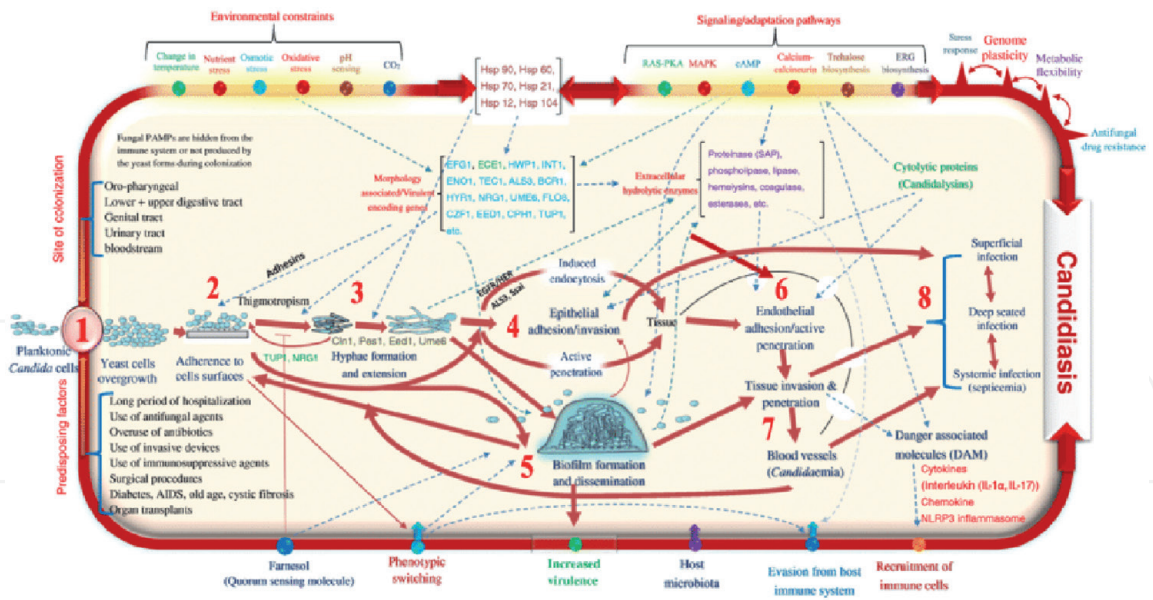 Environmental constraints
Change in
temperature
Nutrient
stress
Osmotic
stress
Oxidative
stress
pH
sensing
CO₂
Hsp 90, Hsp 60,
Hsp 70, Hsp 21,
Hsp 12, Hsp 104
Signaling/adaptation pathways
RAS-PKA
MAPK
cAMP
Calcium-
calcineurin
Trehalose
biosynthesis
ERG
biosynthesis
Stress
response
Genome
plasticity
Metabolic
flexibility
Antifungal
drug resistance
Fungal PAMPs are hidden from the
immune system or not produced by
the yeast forms during colonization
Site of colonization
Oro-pharyngeal
Lower + upper digestive tract
Genital tract
Urinary tract
bloodstream
Morphology
associated/Virulent
encoding genes
EFG1, ECE1, HWP1, INT1,
ENO1, TEC1, ALS3, BCR1,
HYR1, NRG1, UME6, FLO8,
CZF1, EED1, CPH1, TUP1,
etc.
Extracellular
hydrolytic enzymes
Proteinase (SAP),
phospholipase, lipase,
hemolysins, coagulase,
esterases, etc.
Cytolytic proteins
(Candidalysins)
Adhesins
EGFR/HER
ALS3, Ssal
Induced
endocytosis
Superficial
infection
1
2
Thigmotropism
3
4
Epithelial
adhesion/invasion
Tissue
6
Endothelial
adhesion/active
penetration
8
Deep seated
infection
Systemic infection
(septicemia)
Candidiasis
Planktonic
Candida cells
Yeast cells
overgrowth
Adherence to
cells surfaces
TUP1, NRG1
Cln1, Pes1, Eed1, Ume6
Hyphae formation
and extension
Active
penetration
Tissue invasion &
penetration
Predisposing factors
Long period of hospitalization
Use of antifungal agents
Overuse of antibiotics
Use of invasive devices
Use of immunosuppressive agents
Surgical procedures
Diabetes, AIDS, old age, cystic fibrosis
Organ transplants
5
Biofilm formation
and dissemination
7
Blood vessels
(Candidaemia)
Danger associated
molecules (DAM)
Cytokines
(Interleukin (IL-1α, IL-17))
Chemokine
NLRP3 inflammasome
Farnesol
(Quorum sensing molecule)
Phenotypic
switching
Increased
virulence
Host
microbiota
Evasion from host
immune system
Recruitment of
immune cells